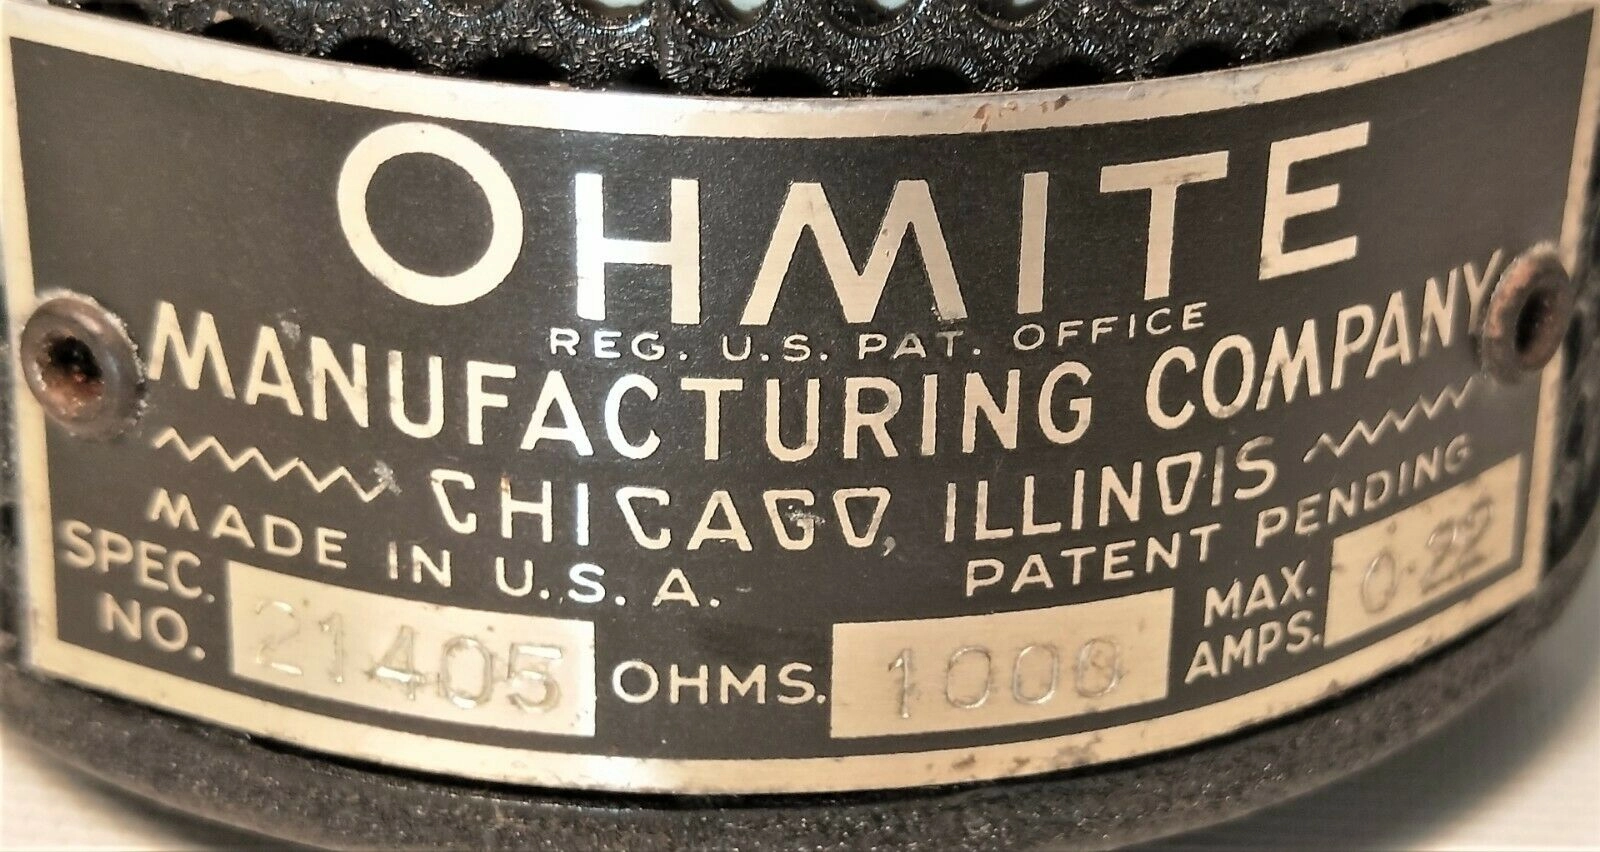 OHMITE
REG. U.S. PAT. OFFICE
MANUFACTURING COMPANY
CHICAGO, ILLINOIS
MADE IN U.S.A. PATENT PENDING
SPEC. NO. 21405 OHMS. 1000 MAX. AMPS. 0.22